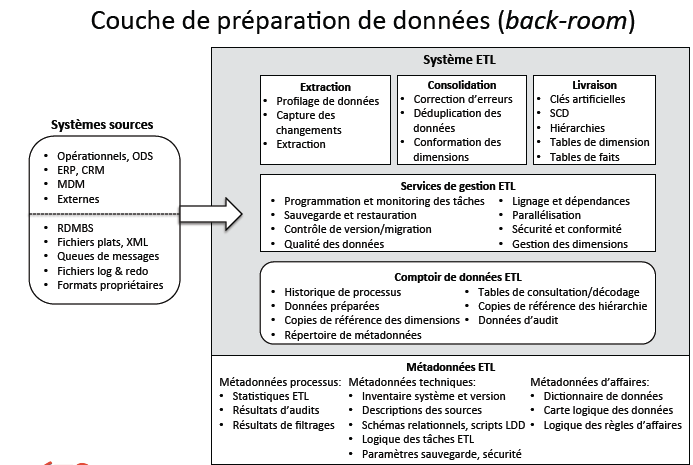 Couche de préparation de données (back-room)
Système ETL
Systèmes sources
• Opérationnels, ODS
• ERP, CRM
• MDM
• Externes
• RDMBS
• Fichiers plats, XML
• Queues de messages
• Fichiers log & redo
• Formats propriétaires
Extraction
• Profilage de données
• Capture des
changements
• Extraction
Consolidation
• Correction d'erreurs
• Déduplication des
données
• Conformation des
dimensions
Livraison
• Clés artificielles
• SCD
• Hiérarchies
• Tables de dimension
• Tables de faits
Services de gestion ETL
• Programmation et monitoring des tâches
• Sauvegarde et restauration
• Contrôle de version/migration
• Qualité des données
• Lignage et dépendances
• Parallélisation
• Sécurité et conformité
• Gestion des dimensions
Comptoir de données ETL
• Historique de processus
• Données préparées
• Copies de référence des dimensions
• Répertoire de métadonnées
• Tables de consultation/décodage
• Copies de référence des hiérarchie
• Données d'audit
Métadonnées ETL
Métadonnées processus:
• Statistiques ETL
• Résultats d'audits
• Résultats de filtrages
Métadonnées techniques:
• Inventaire système et version
• Descriptions des sources
• Schémas relationnels, scripts LDD
• Logique des tâches ETL
• Paramètres sauvegarde, sécurité
Métadonnées d'affaires:
• Dictionnaire de données
• Carte logique des données
• Logique des règles d'affaires